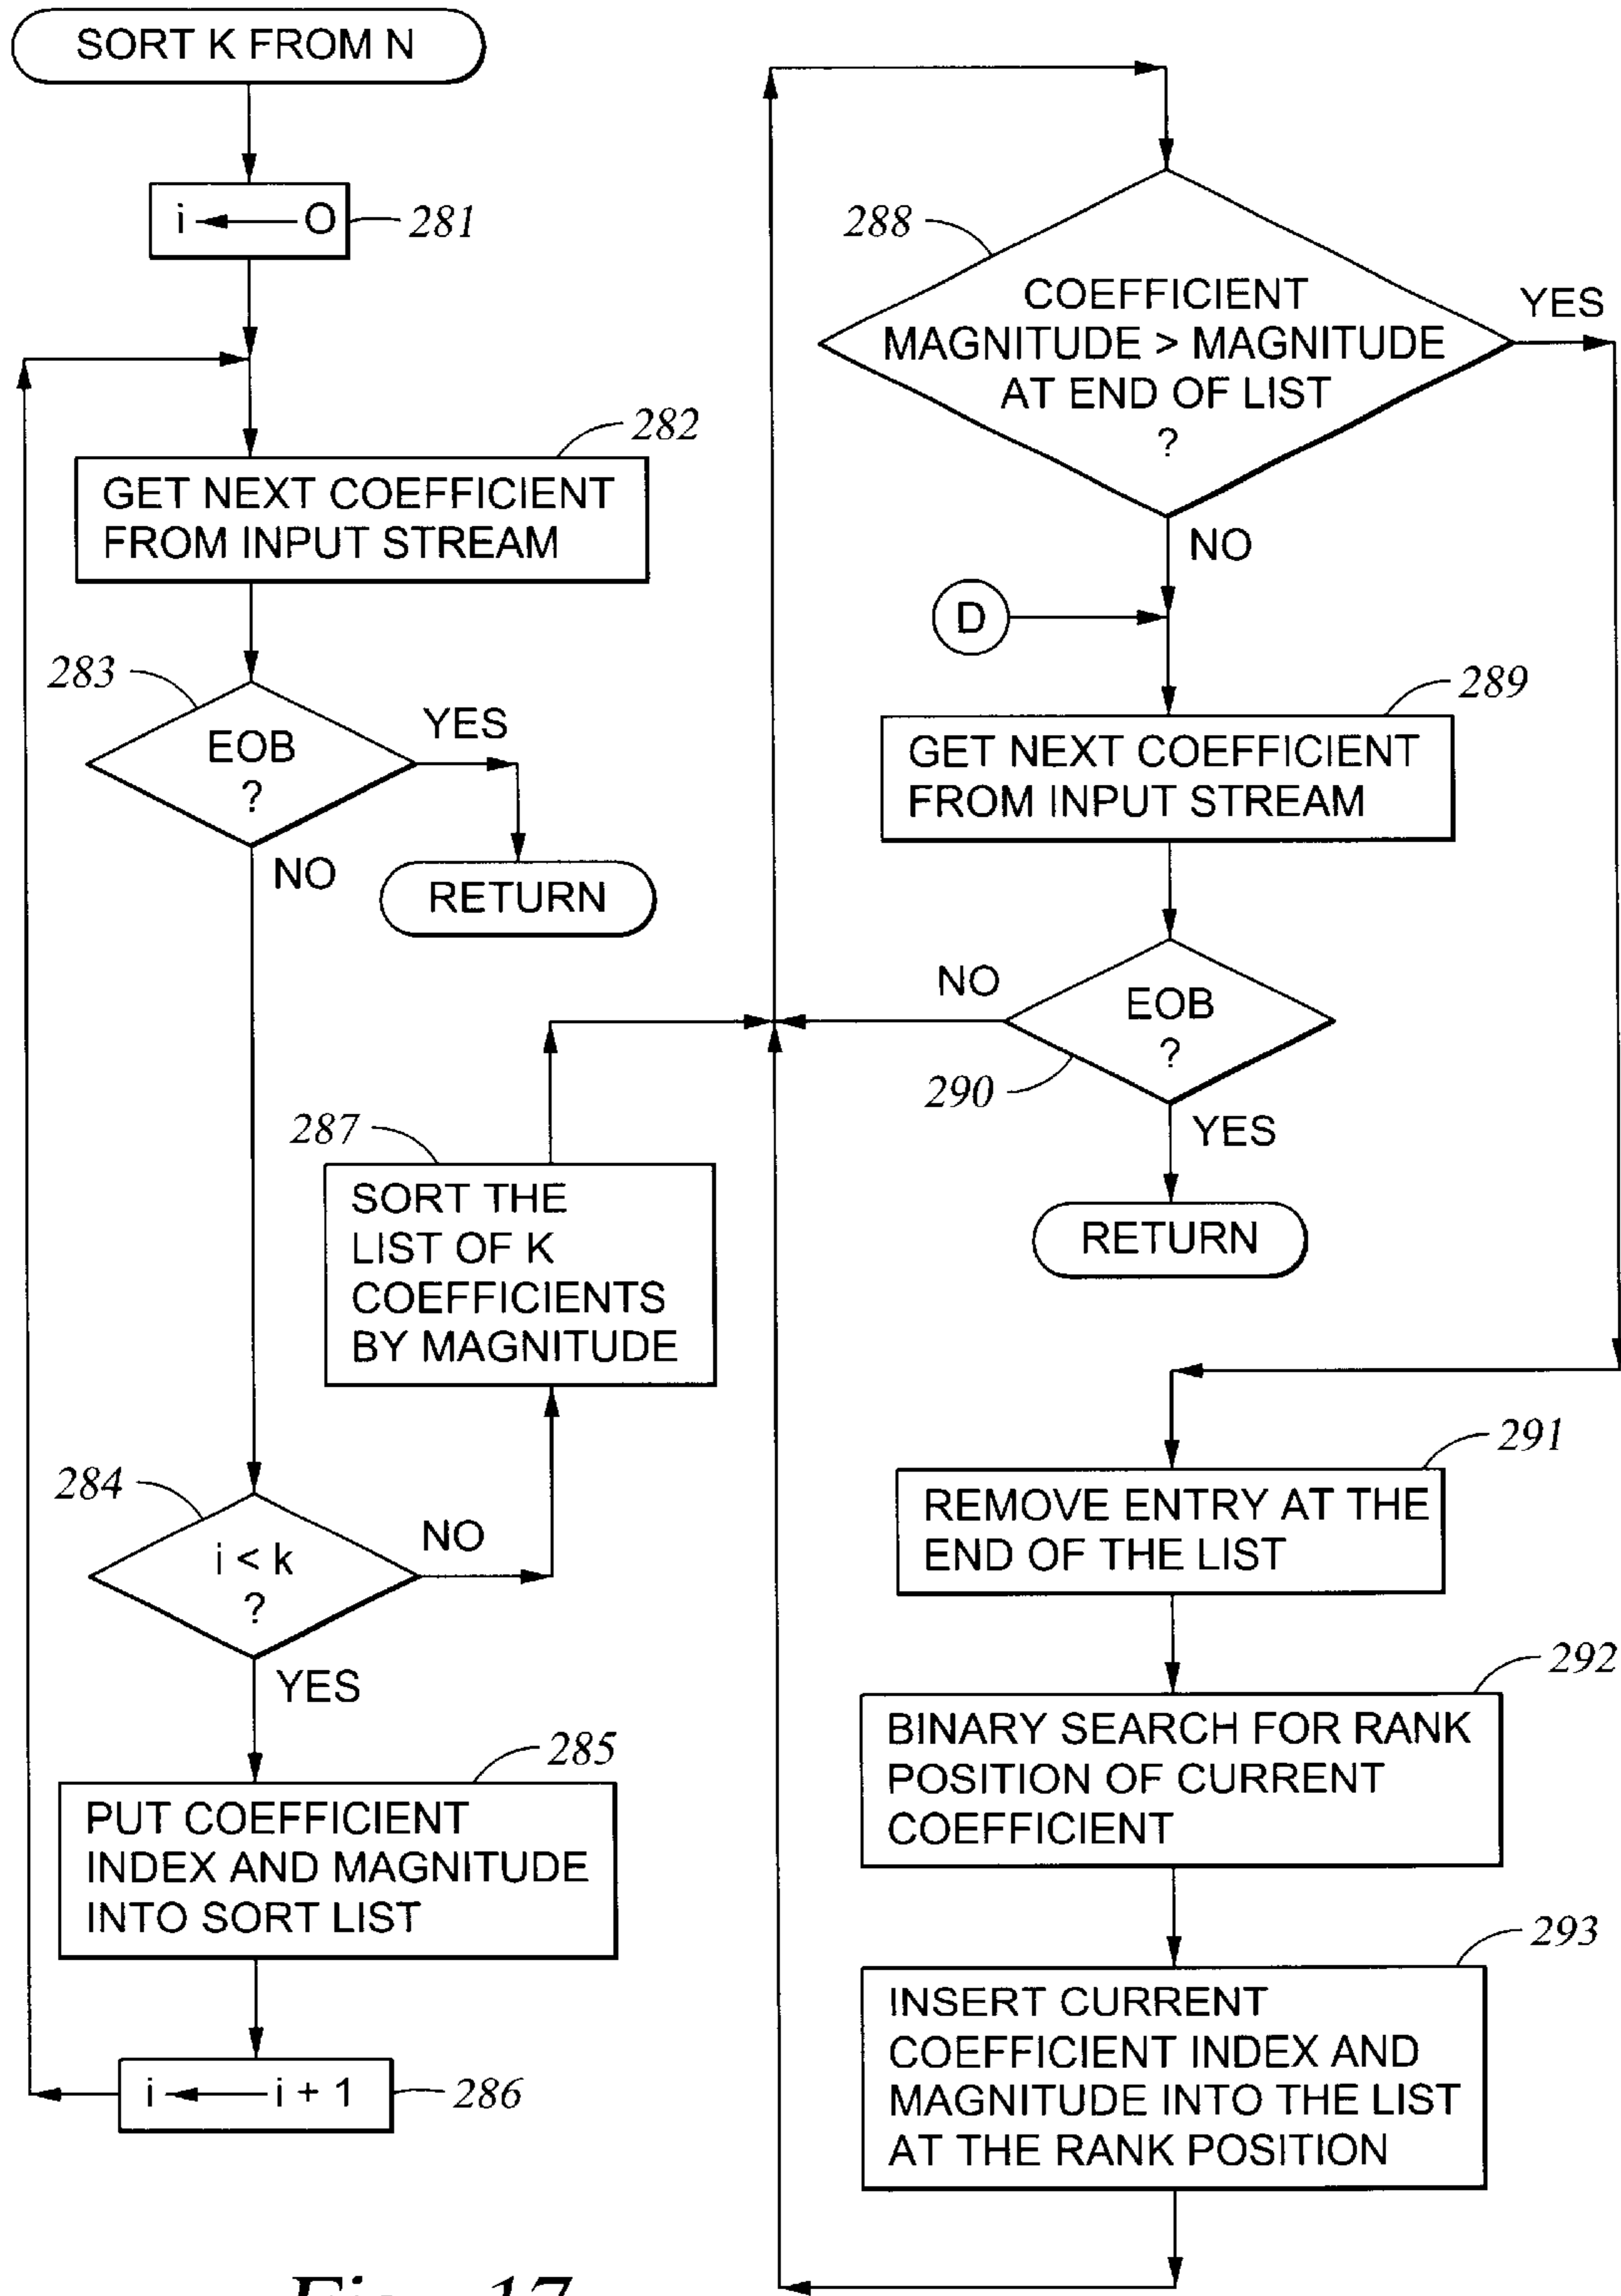 SORT K FROM N
i ← O
281
282
GET NEXT COEFFICIENT
FROM INPUT STREAM
283
EOB
?
YES
RETURN
NO
287
SORT THE
LIST OF K
COEFFICIENTS
BY MAGNITUDE
284
i < k
?
NO
YES
285
PUT COEFFICIENT
INDEX AND MAGNITUDE
INTO SORT LIST
i ← i + 1
286
288
COEFFICIENT
MAGNITUDE > MAGNITUDE
AT END OF LIST
?
YES
NO
D
289
GET NEXT COEFFICIENT
FROM INPUT STREAM
NO
EOB
?
290
YES
RETURN
291
REMOVE ENTRY AT THE
END OF THE LIST
292
BINARY SEARCH FOR RANK
POSITION OF CURRENT
COEFFICIENT
293
INSERT CURRENT
COEFFICIENT INDEX AND
MAGNITUDE INTO THE LIST
AT THE RANK POSITION
Fig. 17